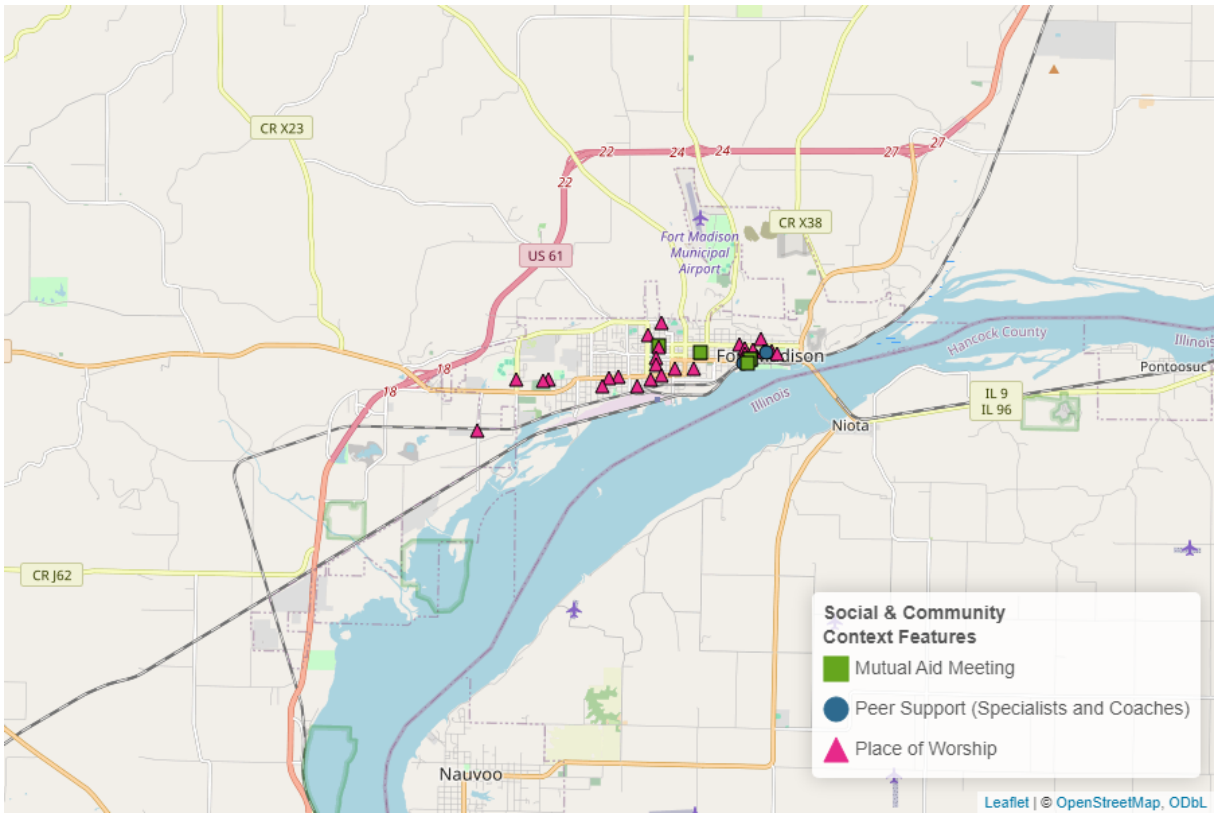 CR X23
22
24
24
27
27
22
CR X38
Fort Madison
Municipal
Airport
US 61
Hancock County
Illinois
Fo
adison
Pontoosuc
18
18
Illinois
IL 9
IL 96
Niota
CR J62
Social & Community
Context Features
Mutual Aid Meeting
Peer Support (Specialists and Coaches)
Place of Worship
Nauvoo
Leaflet | © OpenStreetMap, ODbL